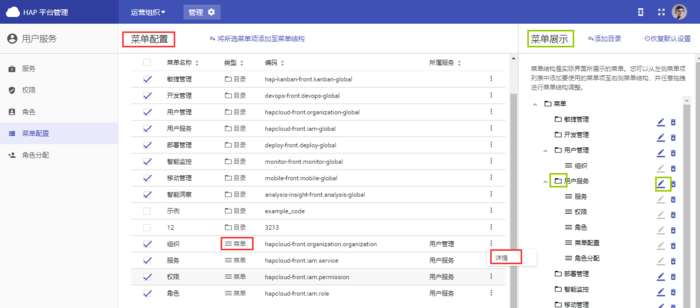 HAP 平台管理
运营组织
管理
用户服务
服务
权限
角色
菜单配置
角色分配
菜单配置
将所选菜单项添加至菜单结构
菜单名称 类型 编码 所属服务
敏捷管理 目录 hap-kanban-front.kanban-global
开发管理 目录 devops-front.devops-global
用户管理 目录 hapcloud-front.organization-global
用户服务 目录 hapcloud-front.iam-global
部署管理 目录 deploy-front.deploy-global
智能监控 目录 monitor-front.monitor-global
移动管理 目录 mobile-front.mobile-global
智能洞察 目录 analysis-insight-front.analysis-global
示例 目录 example_code
12 目录 3213
组织 菜单 hapcloud-front.organization.organization 用户管理
服务 菜单 hapcloud-front.iam.service 用户服务
权限 菜单 hapcloud-front.iam.permission 用户服务
角色 菜单 hapcloud-front.iam.role 用户服务
详情
菜单展示
添加目录
恢复默认设置
菜单结构是实际界面所展示的菜单。您可以从左侧菜单项
列表中添加要使用的菜单项至右侧菜单结构、并任意拖拽
进行菜单结构调整。
菜单
敏捷管理
开发管理
用户管理
组织
用户服务
服务
权限
角色
菜单配置
角色分配
部署管理
智能监控
移动管理